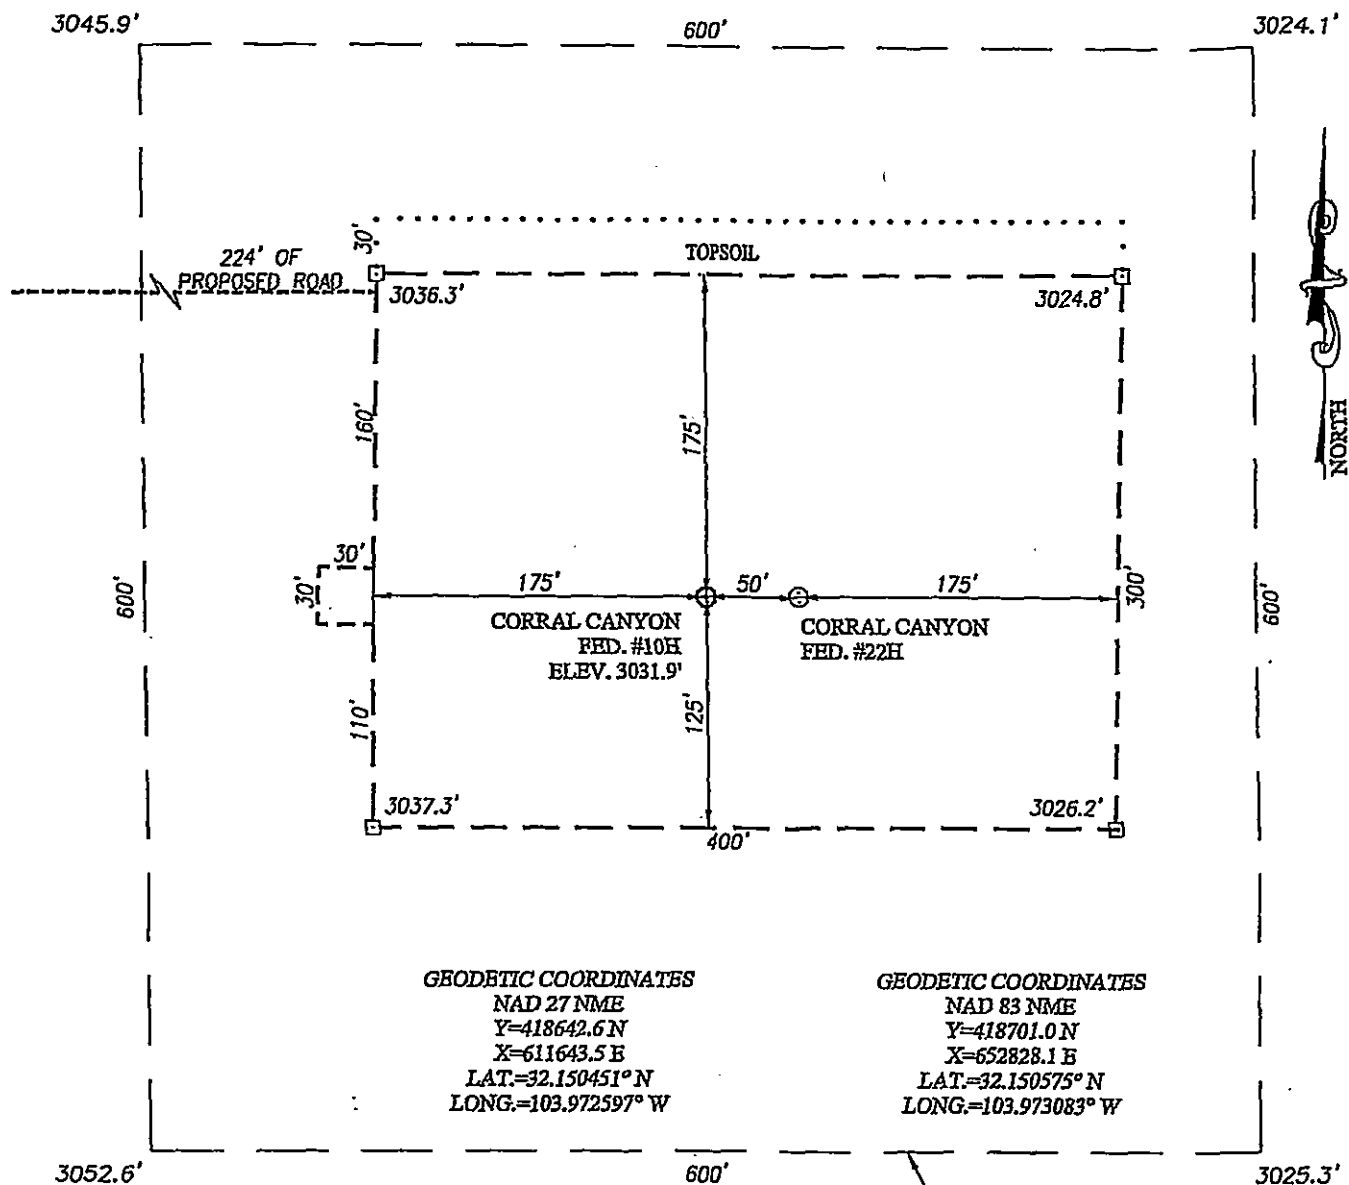 3045.9'
600'
3024.1'
30'
TOPSOIL
224' OF
PROPOSED ROAD
3036.3'
3024.8'
NORTH
160'
175'
30'
30'
175'
50'
175'
300'
600'
600'
CORRAL CANYON
FED. #10H
ELEV. 3031.9'
CORRAL CANYON
FED. #22H
110'
125'
3037.3'
3026.2'
400'
GEODETIC COORDINATES
NAD 27 NME
Y=418642.6 N
X=611643.5 E
LAT.=32.150451° N
LONG.=103.972597° W
GEODETIC COORDINATES
NAD 83 NME
Y=418701.0 N
X=652828.1 E
LAT.=32.150575° N
LONG.=103.973083° W
3052.6'
600'
3025.3'